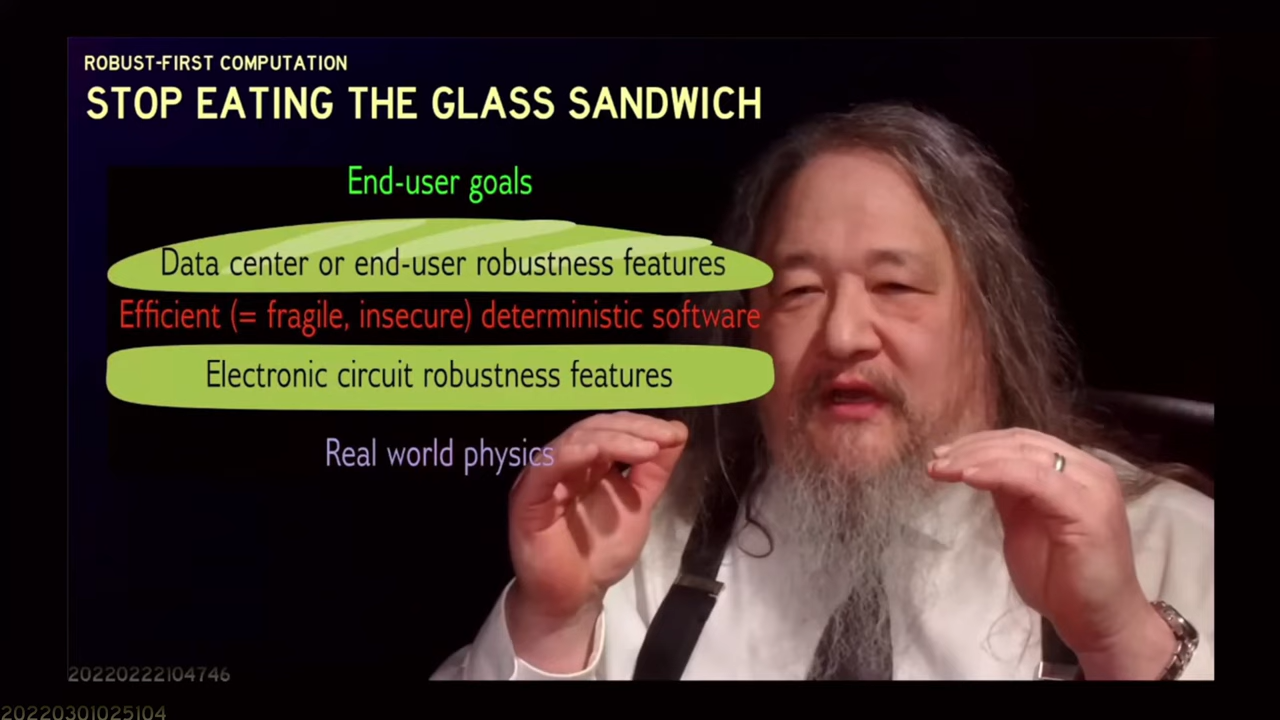 ROBUST-FIRST COMPUTATION
STOP EATING THE GLASS SANDWICH
End-user goals
Data center or end-user robustness features
Efficient (= fragile, insecure) deterministic software
Electronic circuit robustness features
Real world physics
20220222104746
20220301025104